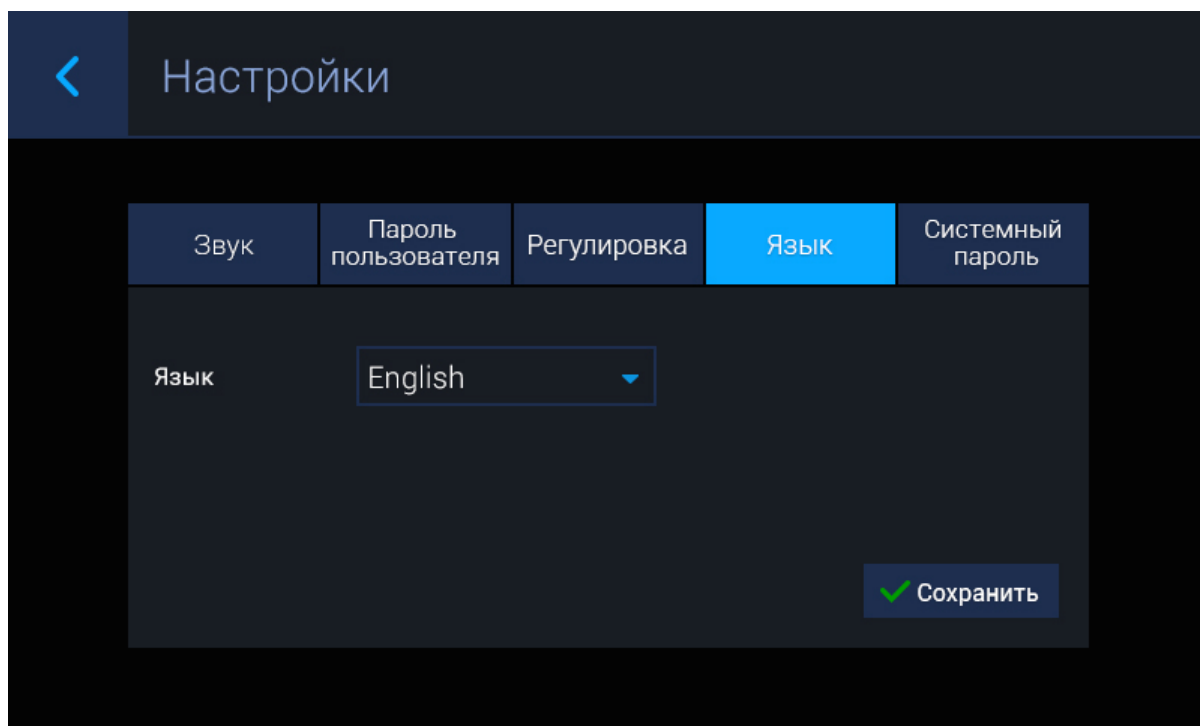 Настройки
Звук
Пароль
пользователя
Регулировка
Язык
Системный
пароль
Язык
English
Сохранить